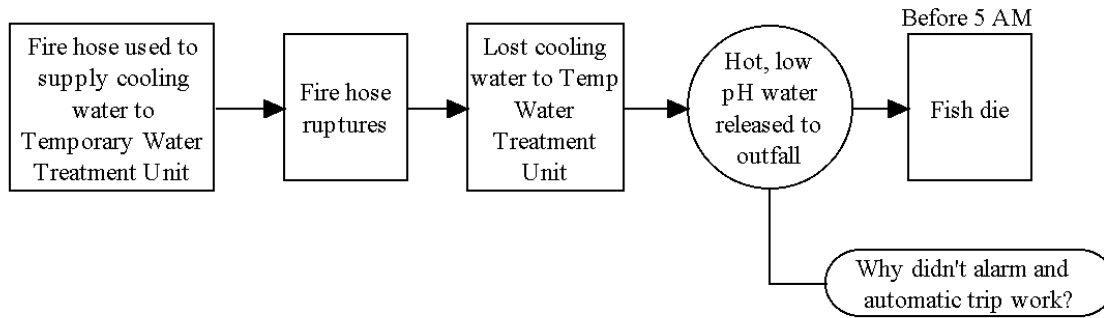 Fire hose used to
supply cooling
water to
Temporary Water
Treatment Unit
Fire hose
ruptures
Lost cooling
water to Temp
Water
Treatment
Unit
Hot, low
pH water
released to
outfall
Before 5 AM
Fish die
Why didn't alarm and
automatic trip work?